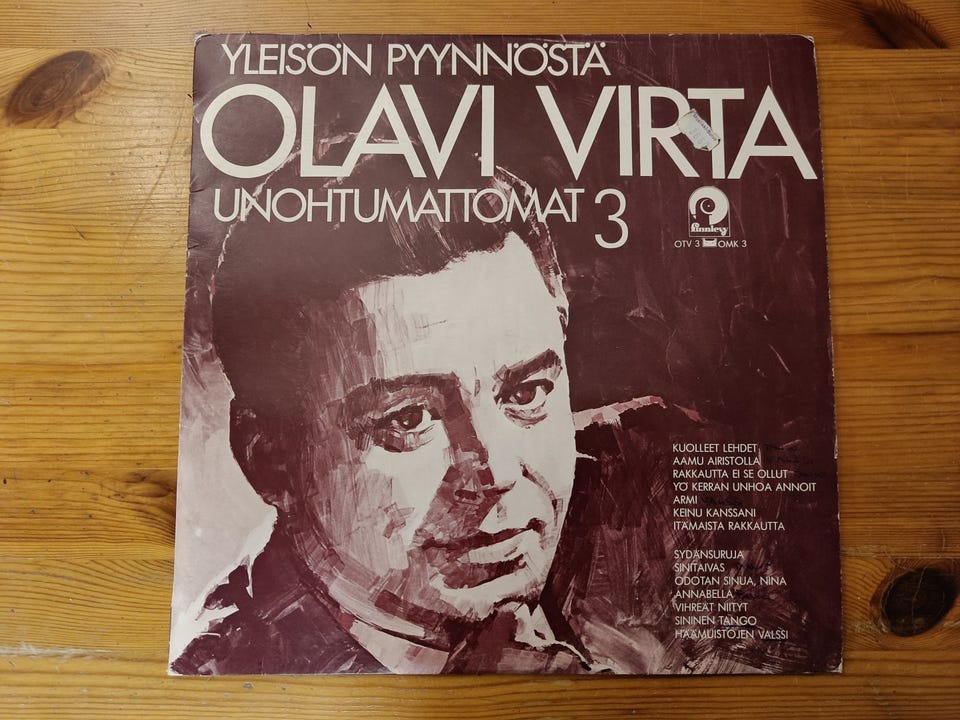 YLEISÖN PYYNNÖSTÄ
OLAVI VIRTA
UNOHTUMATTOMAT 3
finnlevy
OTV 3 OMK 3
KUOLLEET LEHDET
AAMU AIRISTOLLA
RAKKAUTTA EI SE OLLUT
YÖ KERRAN UNHOA ANNOIT
ARMI
KEINU KANSSANI
ITÄMAISTA RAKKAUTTA
SYDÄNSURUJA
SINITAIVAS
ODOTAN SINUA, NINA
ANNABELLA
VIHREÄT NIITYT
SININEN TANGO
HÄÄMUISTOJEN VALSSI